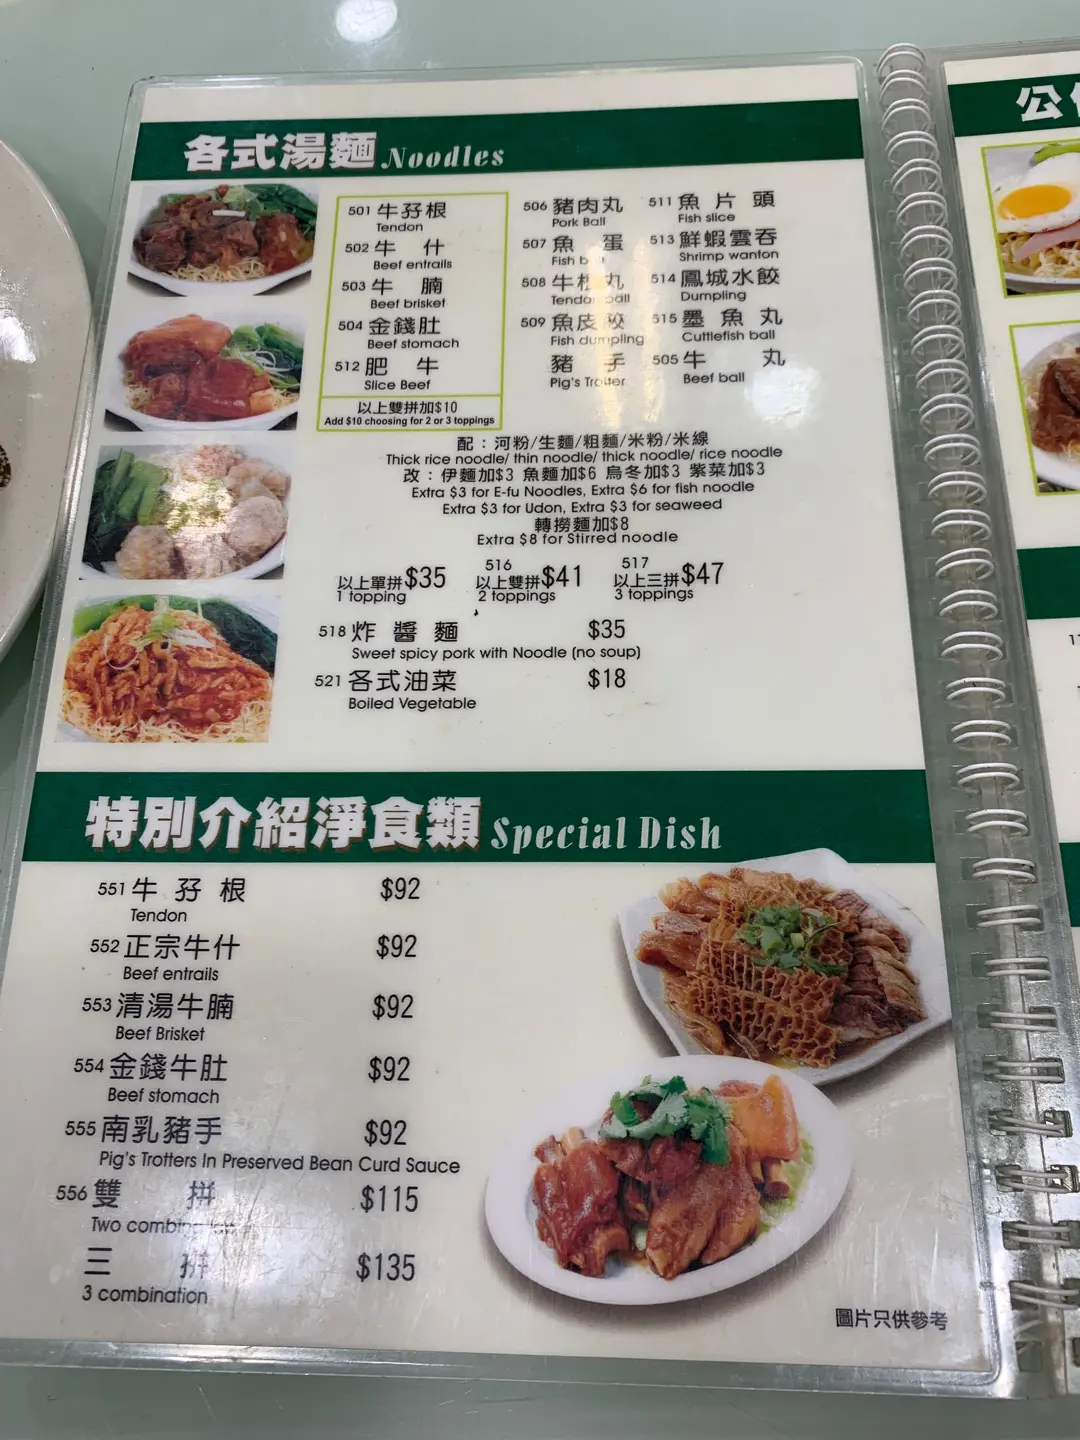 各式湯麵 Noodles
501 牛孖根
Tendon
502 牛什
Beef entrails
503 牛腩
Beef brisket
504 金錢肚
Beef stomach
512 肥牛
Slice Beef
以上雙拼加$10
Add $10 choosing for 2 or 3 toppings
506 豬肉丸
Pork Ball
507 魚蛋
Fish ball
508 牛根丸
Tendon ball
509 魚皮餃
Fish dumpling
豬手
Pig's Trotter
511 魚片頭
Fish slice
513 鮮蝦雲吞
Shrimp wanton
514 鳳城水餃
Dumpling
515 墨魚丸
Cuttlefish ball
505 牛丸
Beef ball
配：河粉/生麵/粗麵/米粉/米線
Thick rice noodle/ thin noodle/ thick noodle/ rice noodle
改：伊麵加$3 魚麵加$6 烏冬加$3 紫菜加$3
Extra $3 for E-fu Noodles, Extra $6 for fish noodle
Extra $3 for Udon, Extra $3 for seaweed
轉撈麵加$8
Extra $8 for Stirred noodle
以上單拼$35
1 topping
516
以上雙拼$41
2 toppings
517
以上三拼$47
3 toppings
518 炸醬麵 $35
Sweet spicy pork with Noodle (no soup)
521 各式油菜 $18
Boiled Vegetable
特別介紹淨食類 Special Dish
551 牛孖根 $92
Tendon
552 正宗牛什 $92
Beef entrails
553 清湯牛腩 $92
Beef Brisket
554 金錢牛肚 $92
Beef stomach
555 南乳豬手 $92
Pig's Trotters In Preserved Bean Curd Sauce
556 雙拼 $115
Two
三拼 $135
3 combination
圖片只供參考
公